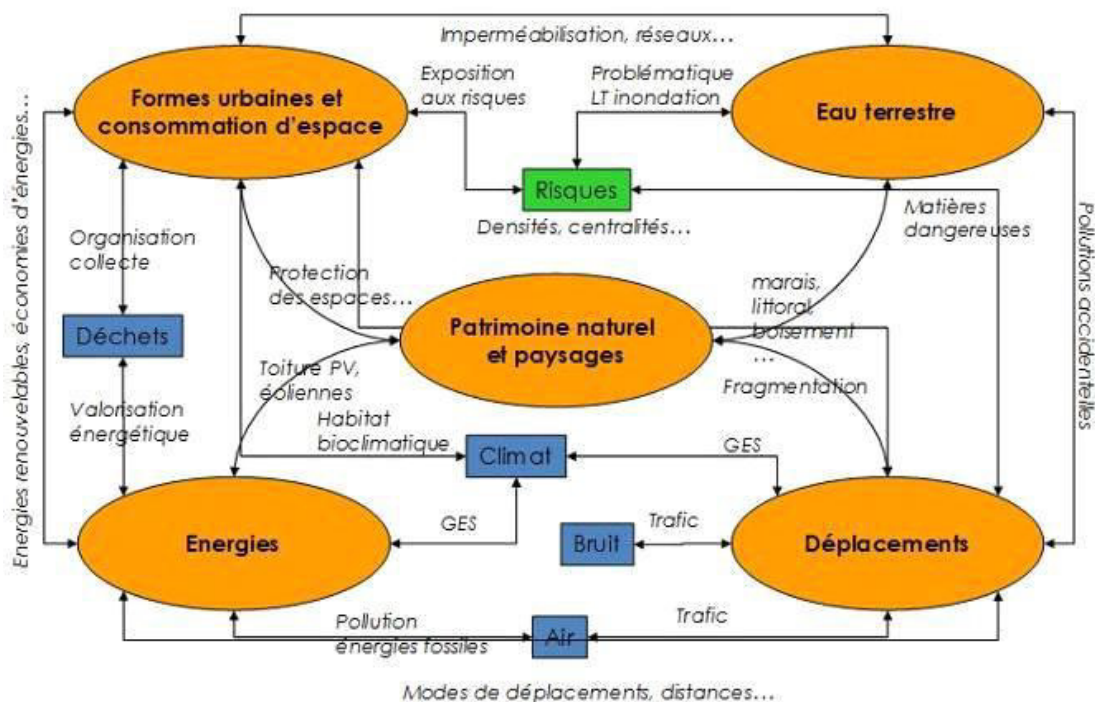 Imperméabilisation, réseaux…
Exposition
aux risques
Problématique
LT inondation
Formes urbaines et
consommation d'espace
Eau terrestre
Risques
Densités, centralités…
Matières
dangereuses
Organisation
collecte
Protection
des espaces…
marais,
littoral,
boisement
…
Déchets
Patrimoine naturel
et paysages
Toiture PV,
éoliennes
Fragmentation
Valorisation
énergétique
Habitat
bioclimatique
Climat
GES
GES
Trafic
Energies
Bruit
Déplacements
Pollution
énergies fossiles
Air
Trafic
Modes de déplacements, distances…
Energies renouvelables, économies d'énergies…
Pollutions accidentelles